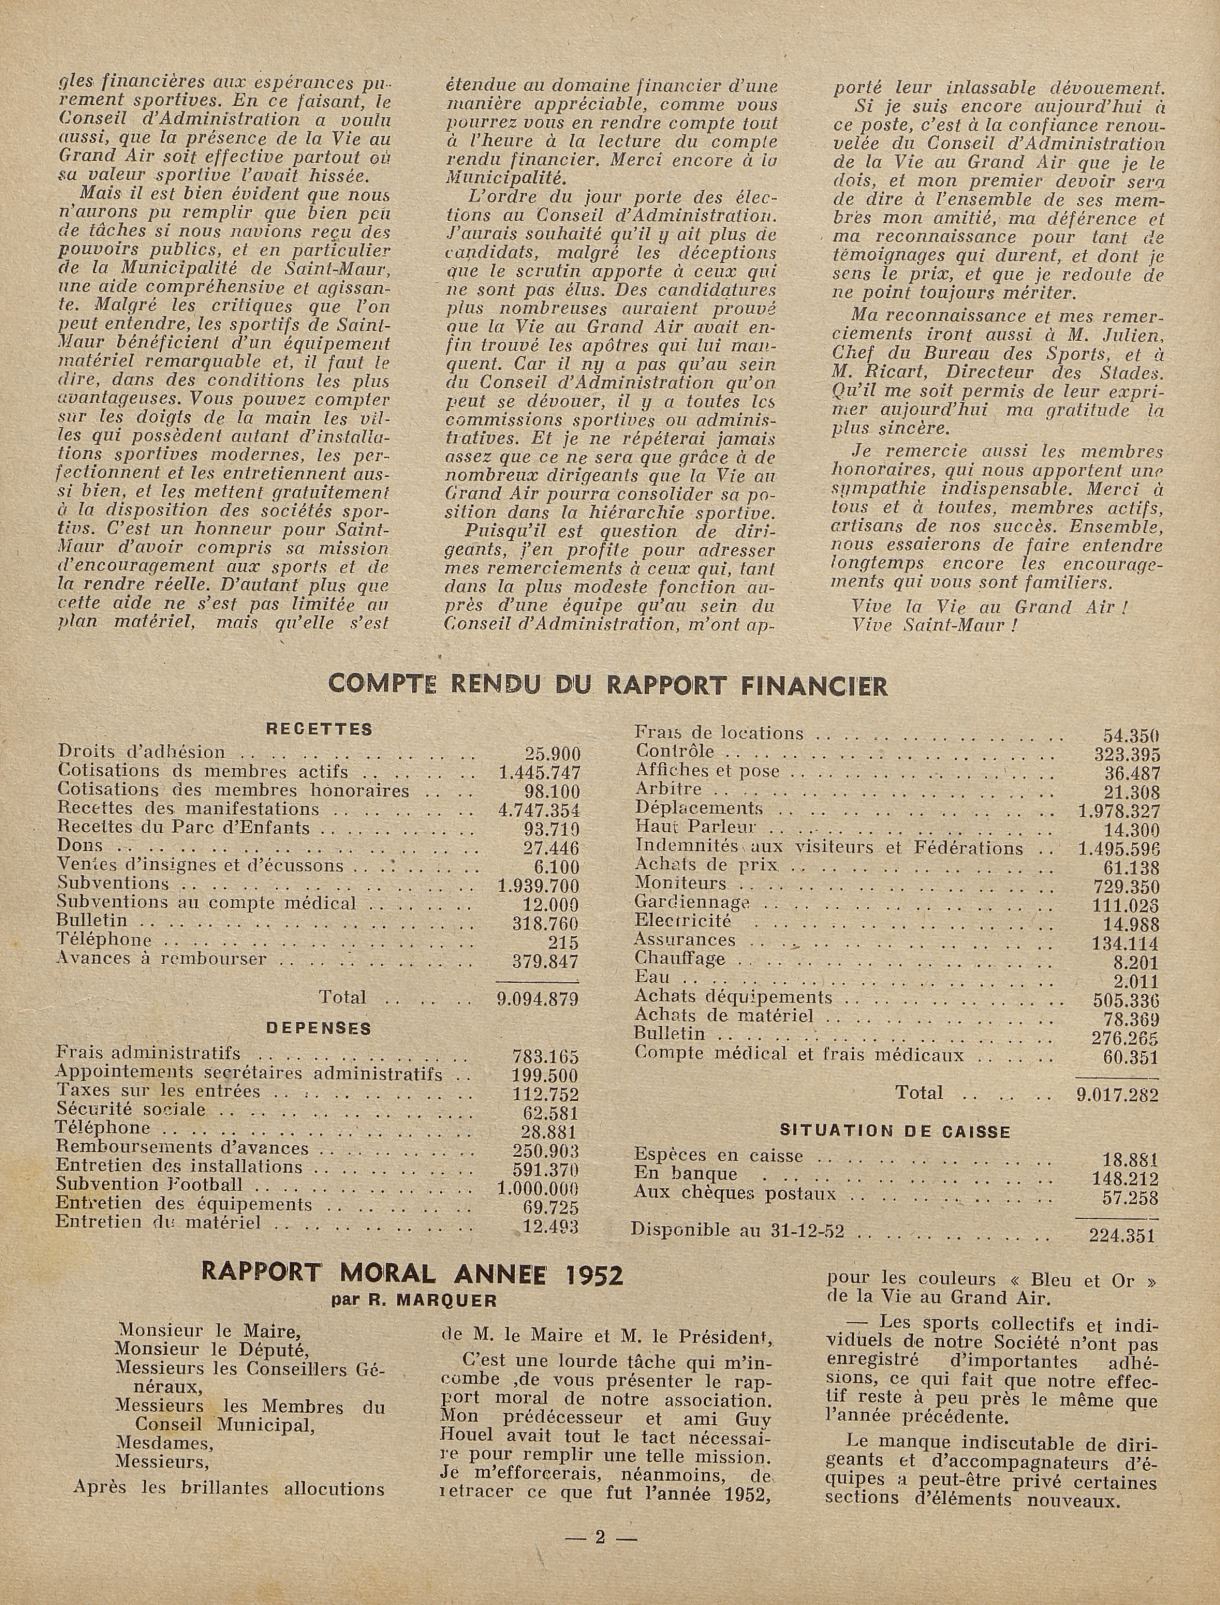 gles financières aux espérances pu-
rement sportives. En ce faisant, le
Conseil d'Administration a voulu
aussi, que la présence de la Vie au
Grand Air soit effective partout où
sa valeur sportive l'avait hissée.
Mais il est bien évident que nous
n'aurons pu remplir que bien peu
de tâches si nous navions reçu des
pouvoirs publics, et en particulier
de la Municipalité de Saint-Maur,
une aide compréhensive et agissan-
te. Malgré les critiques que l'on
peut entendre, les sportifs de Saint-
Maur bénéficient d'un équipement
matériel remarquable et, il faut le
dire, dans des conditions les plus
avantageuses. Vous pouvez compter
sur les doigts de la main les vil-
les qui possèdent autant d'installa-
tions sportives modernes, les per-
fectionnent et les entretiennent aus-
si bien, et les mettent gratuitement
à la disposition des sociétés spor-
tivs. C'est un honneur pour Saint-
Maur d'avoir compris sa mission
d'encouragement aux sports et de
la rendre réelle. D'autant plus que
cette aide ne s'est pas limitée au
plan matériel, mais qu'elle s'est
étendue au domaine financier d'une
manière appréciable, comme vous
pourrez vous en rendre compte tout
à l'heure à la lecture du compte
rendu financier. Merci encore à la
Municipalité.
L'ordre du jour porte des élec-
tions au Conseil d'Administration.
J'aurais souhaité qu'il y ait plus de
candidats, malgré les déceptions
que le scrutin apporte à ceux qui
ne sont pas élus. Des candidatures
plus nombreuses auraient prouvé
que la Vie au Grand Air avait en-
fin trouvé les apôtres qui lui man-
quent. Car il ny a pas qu'au sein
du Conseil d'Administration qu'on
peut se dévouer, il y a toutes les
commissions sportives ou adminis-
tratives. Et je ne répéterai jamais
assez que ce ne sera que grâce à de
nombreux dirigeants que la Vie au
Grand Air pourra consolider sa po-
sition dans la hiérarchie sportive.
Puisqu'il est question de diri-
geants, j'en profite pour adresser
mes remerciements à ceux qui, tant
dans la plus modeste fonction au-
près d'une équipe qu'au sein du
Conseil d'Administration, m'ont ap-
porté leur inlassable dévouement.
Si je suis encore aujourd'hui à
ce poste, c'est à la confiance renou-
velée du Conseil d'Administration
de la Vie au Grand Air que je le
dois, et mon premier devoir sera
de dire à l'ensemble de ses mem-
brès mon amitié, ma déférence et
ma reconnaissance pour tant de
témoignages qui durent, et dont je
sens le prix, et que je redoute de
ne point toujours mériter.
Ma reconnaissance et mes remer-
ciements iront aussi à M. Julien,
Chef du Bureau des Sports, et à
M. Ricart, Directeur des Stades.
Qu'il me soit permis de leur expri-
mer aujourd'hui ma gratitude la
plus sincère.
Je remercie aussi les membres
honoraires, qui nous apportent une
sympathie indispensable. Merci à
tous et à toutes, membres actifs,
artisans de nos succès. Ensemble,
nous essaierons de faire entendre
longtemps encore les encourage-
ments qui vous sont familiers.
Vive la Vie au Grand Air !
Vive Saint-Maur !
COMPTE RENDU DU RAPPORT FINANCIER
RECETTES
Droits d'adhésion .. .. .. .. .. .. .. 25.900
Cotisations ds membres actifs .. .. .. .. 1.445.747
Cotisations des membres honoraires .. .. 98.100
Recettes des manifestations .. .. .. .. .. 4.747.354
Recettes du Parc d'Enfants .. .. .. .. .. 93.710
Dons .. .. .. .. .. .. .. .. .. .. .. 27.446
Ventes d'insignes et d'écussons .. .. .. .. 6.100
Subventions .. .. .. .. .. .. .. .. .. 1.939.700
Subventions au compte médical .. .. .. .. 12.000
Bulletin .. .. .. .. .. .. .. .. .. .. 318.760
Téléphone .. .. .. .. .. .. .. .. .. 215
Avances à rembourser .. .. .. .. .. .. 379.847
Total .. .. .. 9.094.879
DEPENSES
Frais administratifs .. .. .. .. .. .. .. 783.165
Appointements secrétaires administratifs .. 199.500
Taxes sur les entrées .. .. .. .. .. .. 112.752
Sécurité sociale .. .. .. .. .. .. .. .. 62.581
Téléphone .. .. .. .. .. .. .. .. .. 28.881
Remboursements d'avances .. .. .. .. .. 250.903
Entretien des installations .. .. .. .. .. 591.370
Subvention Football .. .. .. .. .. .. .. 1.000.000
Entretien des équipements .. .. .. .. .. 69.725
Entretien du matériel .. .. .. .. .. .. 12.493
Frais de locations .. .. .. .. .. .. .. .. 54.350
Contrôle .. .. .. .. .. .. .. .. .. .. 323.395
Affiches et pose .. .. .. .. .. .. .. .. 36.487
Arbitre .. .. .. .. .. .. .. .. .. .. 21.308
Déplacements .. .. .. .. .. .. .. .. .. 1.978.327
Haut Parleur .. .. .. .. .. .. .. .. .. 14.300
Indemnités aux visiteurs et Fédérations .. 1.495.596
Achats de prix .. .. .. .. .. .. .. .. 61.138
Moniteurs .. .. .. .. .. .. .. .. .. 729.350
Gardiennage .. .. .. .. .. .. .. .. .. 111.026
Electricité .. .. .. .. .. .. .. .. .. 14.988
Assurances .. .. .. .. .. .. .. .. .. 134.114
Chauffage .. .. .. .. .. .. .. .. .. 8.201
Eau .. .. .. .. .. .. .. .. .. .. .. 2.011
Achats déquipements .. .. .. .. .. .. .. 505.336
Achats de matériel .. .. .. .. .. .. .. 78.369
Bulletin .. .. .. .. .. .. .. .. .. .. 276.265
Compte médical et frais médicaux .. .. .. 60.351
Total .. .. .. 9.017.282
SITUATION DE CAISSE
Espèces en caisse .. .. .. .. .. .. .. 18.881
En banque .. .. .. .. .. .. .. .. .. 148.212
Aux chèques postaux .. .. .. .. .. .. 57.258
Disponible au 31-12-52 .. .. .. .. .. .. 224.351
RAPPORT MORAL ANNEE 1952
par R. MARQUER
Monsieur le Maire,
Monsieur le Député,
Messieurs les Conseillers Gé-
néraux,
Messieurs les Membres du
Conseil Municipal,
Mesdames,
Messieurs,
Après les brillantes allocutions
de M. le Maire et M. le Président,
C'est une lourde tâche qui m'in-
combe ,de vous présenter le rap-
port moral de notre association.
Mon prédécesseur et ami Guy
Houel avait tout le tact nécessai-
re pour remplir une telle mission.
Je m'efforcerais, néanmoins, de
retracer ce que fut l'année 1952,
pour les couleurs « Bleu et Or »
de la Vie au Grand Air.
— Les sports collectifs et indi-
viduels de notre Société n'ont pas
enregistré d'importantes adhé-
sions, ce qui fait que notre effec-
tif reste à peu près le même que
l'année précédente.
Le manque indiscutable de diri-
geants et d'accompagnateurs d'é-
quipes a peut-être privé certaines
sections d'éléments nouveaux.
— 2 —